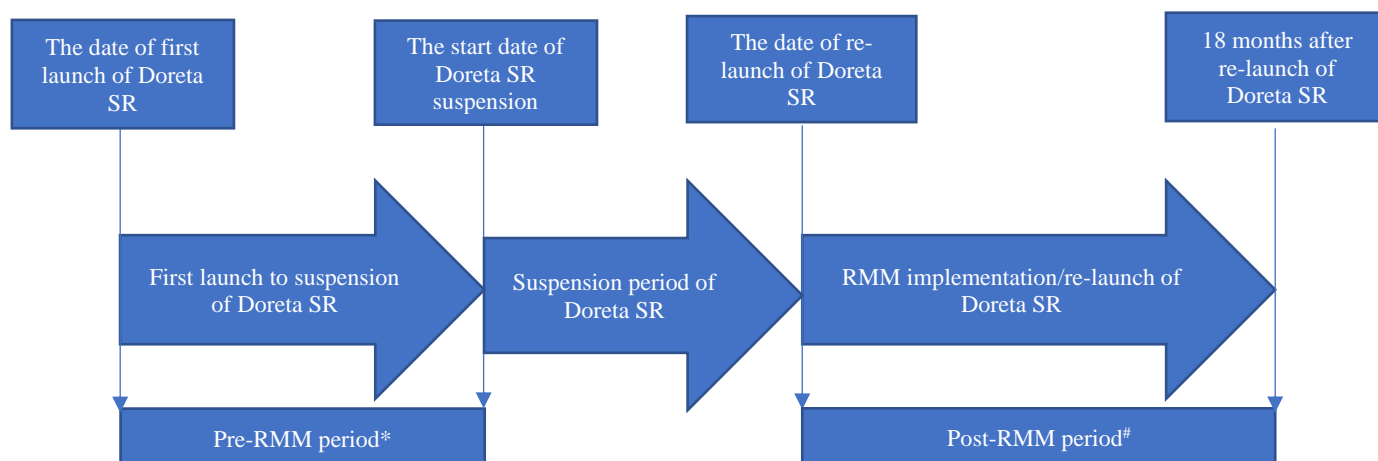 The date of first
launch of Doreta
SR
The start date of
Doreta SR
suspension
The date of re-
launch of Doreta
SR
18 months after
re-launch of
Doreta SR
First launch to suspension
of Doreta SR
Suspension period of
Doreta SR
RMM implementation/re-launch of
Doreta SR
Pre-RMM period*
Post-RMM period#